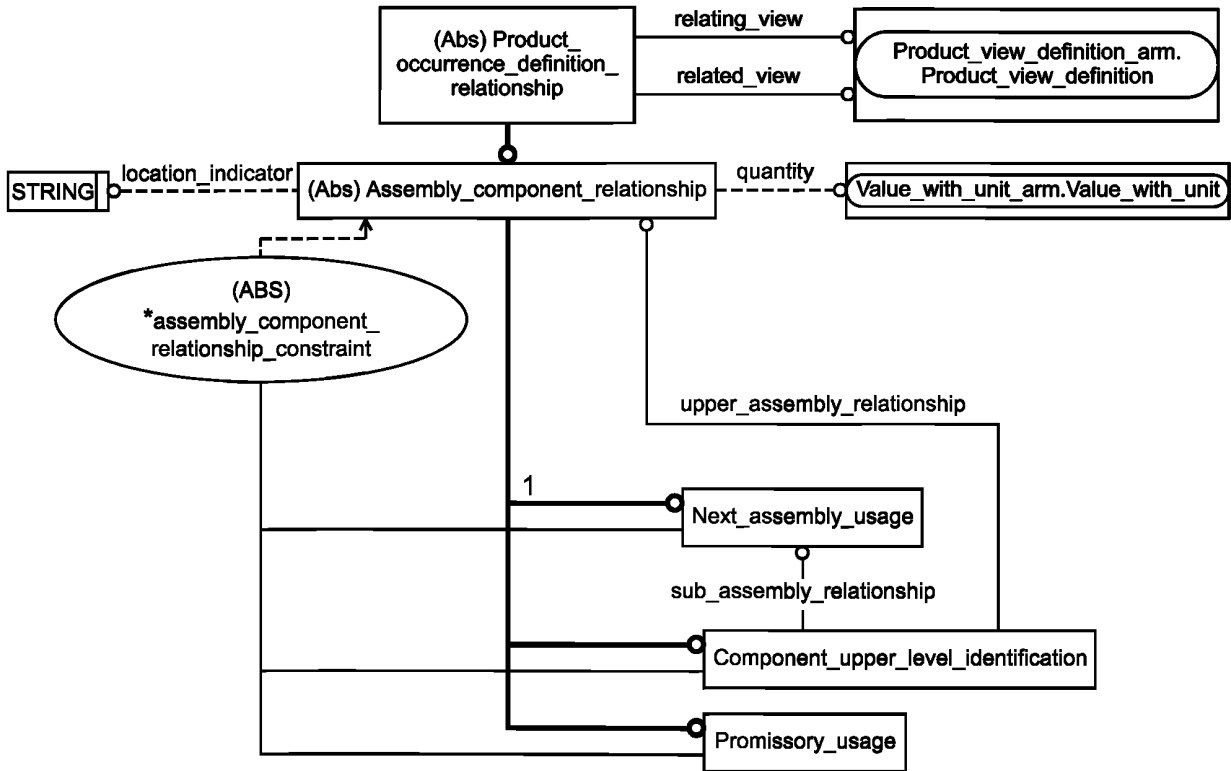 relating_view
(Abs) Product_
occurrence_definition_
relationship
Product_view_definition_arm.
Product_view_definition
related_view
location_indicator
quantity
STRING
(Abs) Assembly_component_relationship
Value_with_unit_arm.Value_with_unit
(ABS)
*assembly_component_
relationship_constraint
upper_assembly_relationship
1
Next_assembly_usage
sub_assembly_relationship
Component_upper_level_identification
Promissory_usage